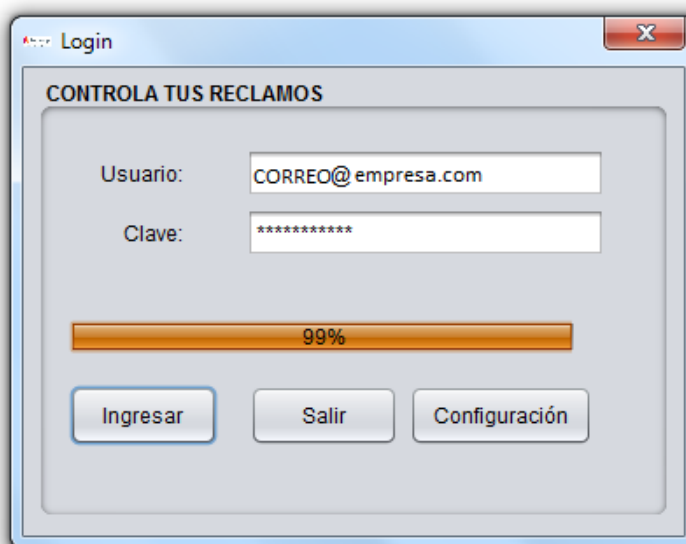 Login
CONTROLA TUS RECLAMOS
Usuario: CORREO@empresa.com
Clave: ***********
99%
Ingresar Salir Configuración